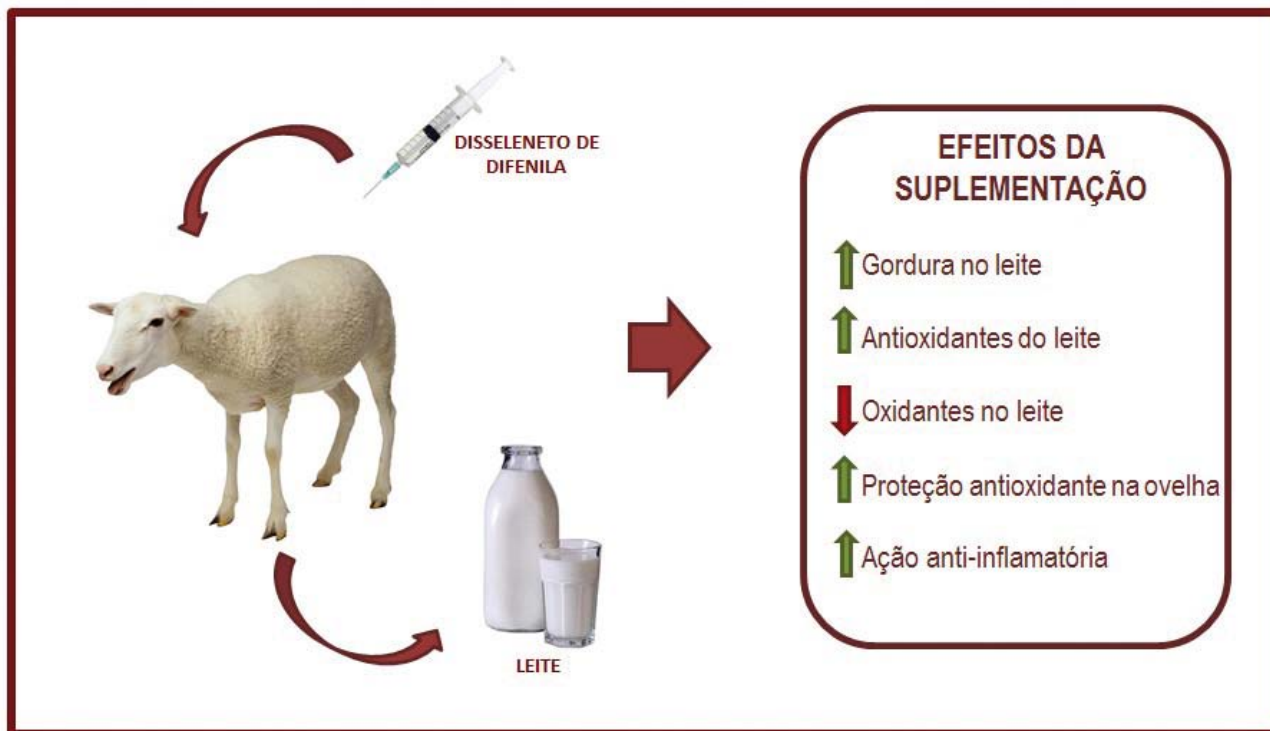 DISSELENETO DE
DIFENILA
LEITE
EFEITOS DA
SUPLEMENTAÇÃO
Gordura no leite
Antioxidantes do leite
Oxidantes no leite
Proteção antioxidante na ovelha
Ação anti-inflamatória